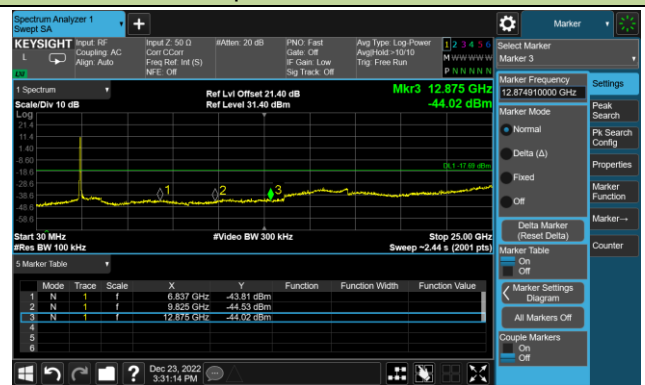 Spectrum Analyzer 1
Swept SA
Marker
KEYSIGHT
L
Input: RF
Coupling: AC
Align: Auto
Input Z: 50 Ω
Corr CCorr
Freq Ref: Int (S)
NFE: Off
#Atten: 20 dB
PNO: Fast
Gate: Off
IF Gain: Low
Sig Track: Off
Avg Type: Log-Power
Avg|Hold:>10/10
Trig: Free Run
1 2 3 4 5 6
M W W W W W
P N N N N N
Select Marker
Marker 3
1 Spectrum
Scale/Div 10 dB
Log
Ref Lvl Offset 21.40 dB
Ref Level 31.40 dBm
Mkr3 12.875 GHz
-44.02 dBm
21.4
11.4
1.40
-8.60
-18.6
-28.6
-38.6
-48.6
-58.6
DL1 -17.69 dBm
1
2
3
Start 30 MHz
#Res BW 100 kHz
#Video BW 300 kHz
Stop 25.00 GHz
Sweep ~2.44 s (2001 pts)
5 Marker Table
Mode Trace Scale X Y Function Function Width Function Value
1 N 1 f 6.837 GHz -43.81 dBm
2 N 1 f 9.825 GHz -44.53 dBm
3 N 1 f 12.875 GHz -44.02 dBm
4
5
6
Marker Frequency
12.874910000 GHz
Marker Mode
Normal
Delta (Δ)
Fixed
Off
Delta Marker
(Reset Delta)
Marker Table
On
Off
Marker Settings
Diagram
All Markers Off
Couple Markers
On
Off
Settings
Peak
Search
Pk Search
Config
Properties
Marker
Function
Marker→
Counter
?
Dec 23, 2022
3:31:14 PM